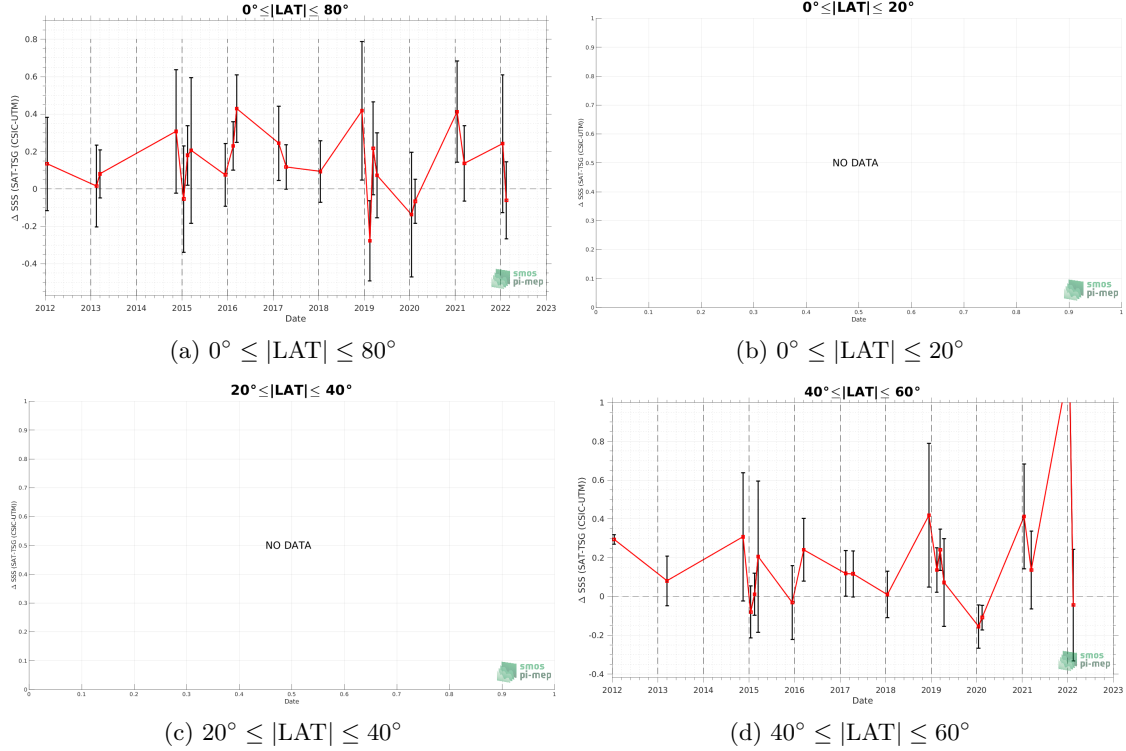 0°≤|LAT|≤ 80°
Δ SSS (SAT-TSG (CSIC-UTM))
0.8
0.6
0.4
0.2
0
-0.2
-0.4
2012 2013 2014 2015 2016 2017 2018 2019 2020 2021 2022 2023
Date
smos
pi-mep
(a) 0° ≤ |LAT| ≤ 80°
0°≤|LAT|≤ 20°
Δ SSS (SAT-TSG (CSIC-UTM))
1
0.9
0.8
0.7
0.6
0.5
0.4
0.3
0.2
0.1
0
NO DATA
0 0.1 0.2 0.3 0.4 0.5 0.6 0.7 0.8 0.9 1
Date
smos
pi-mep
(b) 0° ≤ |LAT| ≤ 20°
20°≤|LAT|≤ 40°
Δ SSS (SAT-TSG (CSIC-UTM))
1
0.9
0.8
0.7
0.6
0.5
0.4
0.3
0.2
0.1
0
NO DATA
0 0.1 0.2 0.3 0.4 0.5 0.6 0.7 0.8 0.9 1
Date
smos
pi-mep
(c) 20° ≤ |LAT| ≤ 40°
40°≤|LAT|≤ 60°
Δ SSS (SAT-TSG (CSIC-UTM))
1
0.8
0.6
0.4
0.2
0
-0.2
-0.4
2012 2013 2014 2015 2016 2017 2018 2019 2020 2021 2022 2023
Date
smos
pi-mep
(d) 40° ≤ |LAT| ≤ 60°